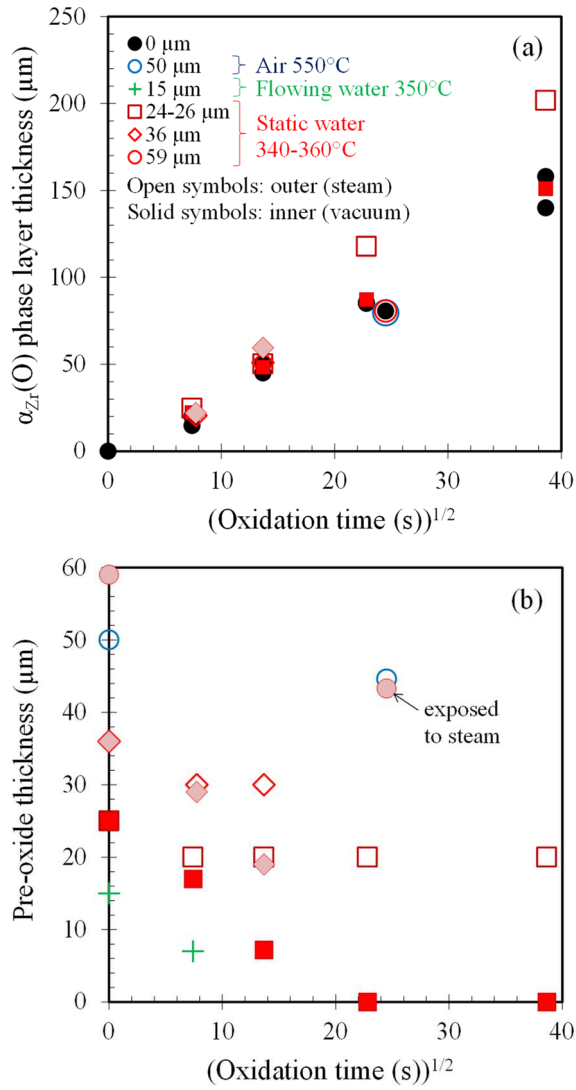 250
200
150
100
50
0
α_Zr(O) phase layer thickness (µm)
(a)
0 µm
50 µm
Air 550°C
15 µm
Flowing water 350°C
24-26 µm
36 µm
59 µm
Static water
340-360°C
Open symbols: outer (steam)
Solid symbols: inner (vacuum)
0
10
20
30
40
(Oxidation time (s))^1/2
60
50
40
30
20
10
0
Pre-oxide thickness (µm)
(b)
exposed
to steam
0
10
20
30
40
(Oxidation time (s))^1/2